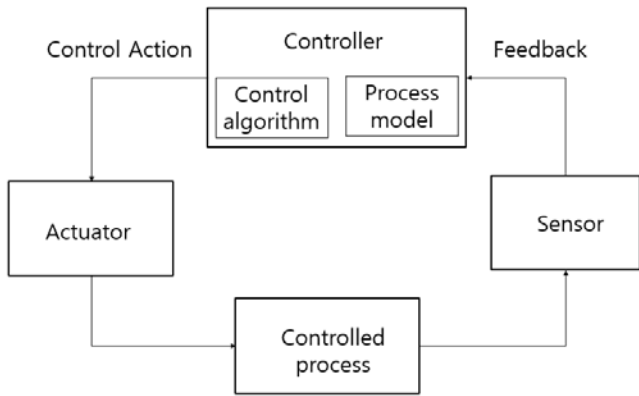 Controller
Control Action
Feedback
Control
algorithm
Process
model
Actuator
Sensor
Controlled
process